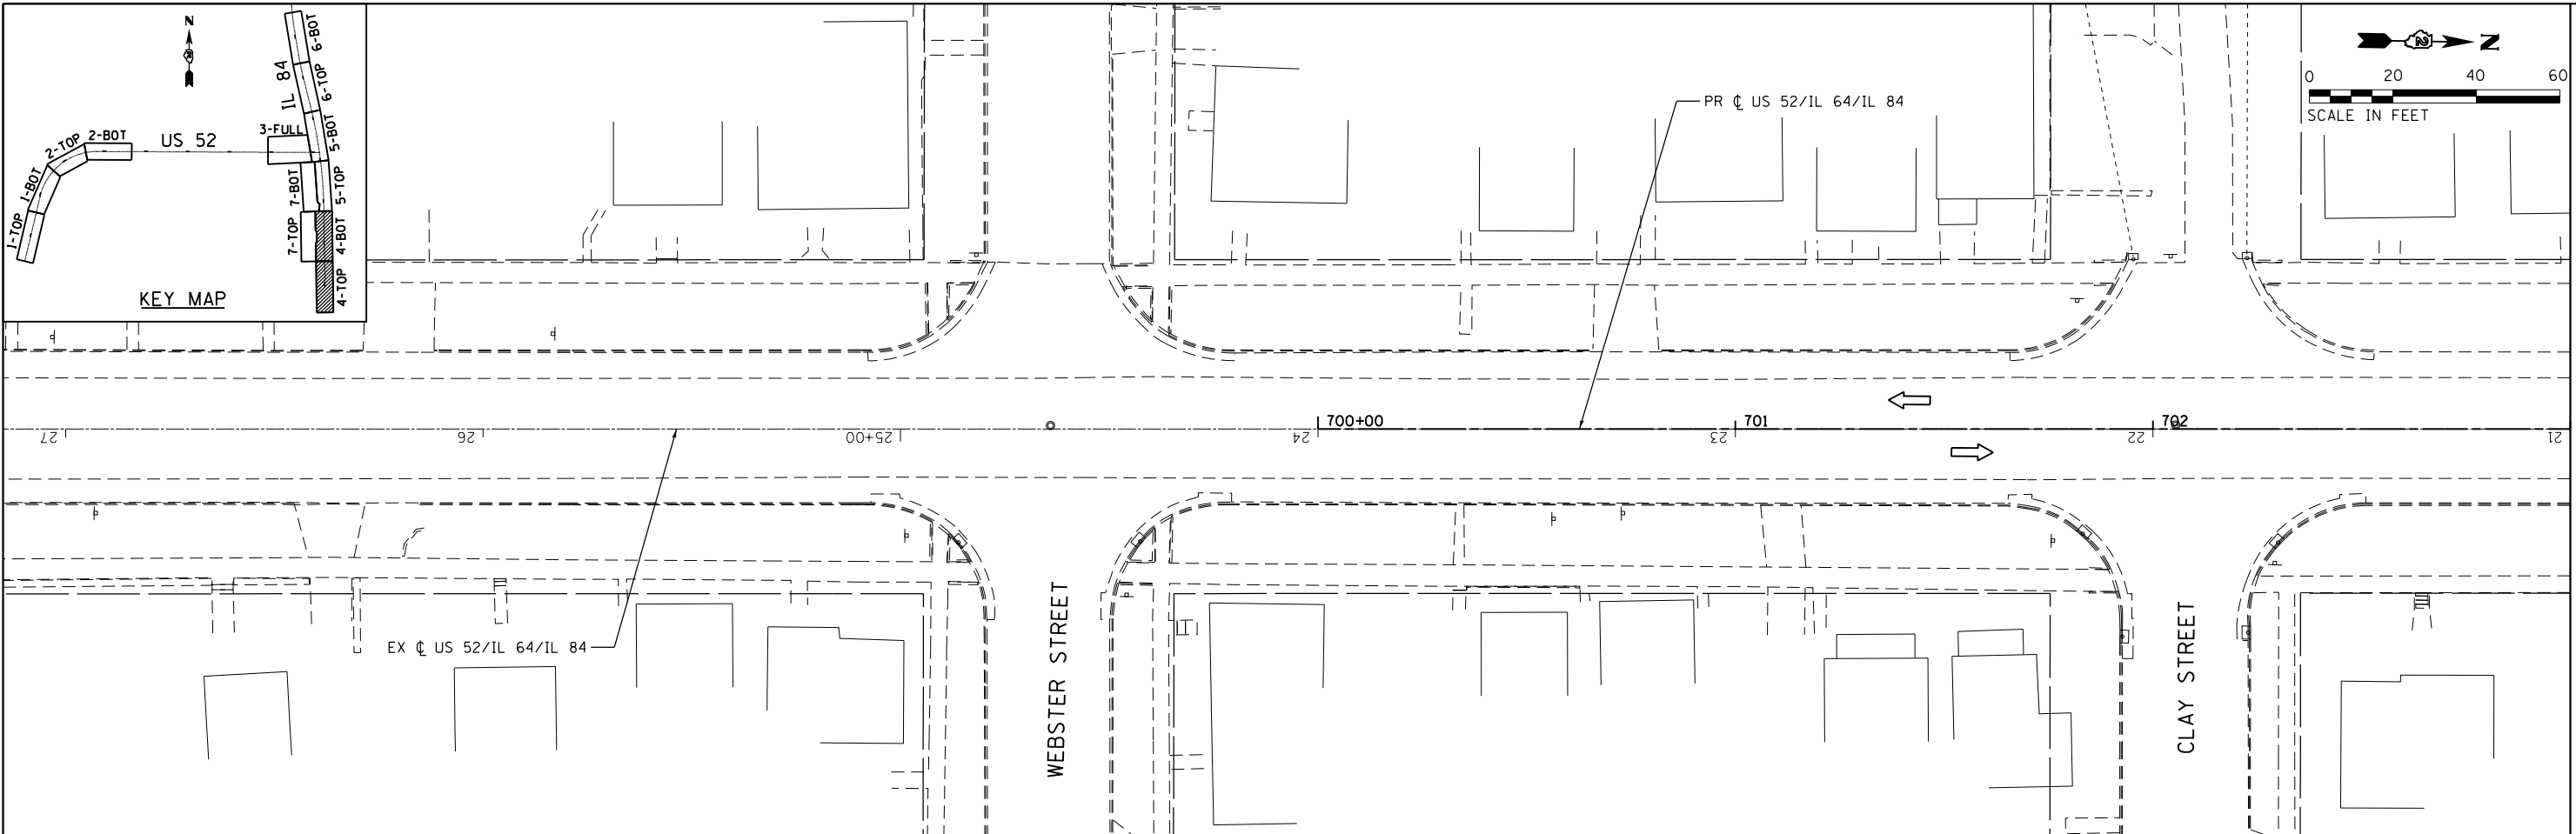 N
6-BOT
IL 84
6-TOP
5-BOT
3-FULL
US 52
2-BOT
2-TOP
1-BOT
1-TOP
7-BOT
5-TOP
7-TOP
4-BOT
4-TOP
KEY MAP
2
N
0 20 40 60
SCALE IN FEET
PR ℄ US 52/IL 64/IL 84
700+00
701
702
27
26
25+00
24
23
22
21
EX ℄ US 52/IL 64/IL 84
WEBSTER STREET
CLAY STREET